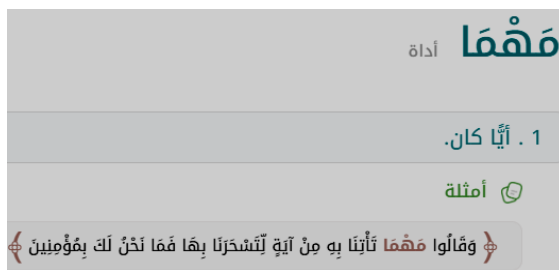 مَهْمَا أداة
1 . أيًّا كان.
أمثلة
﴿ وَقَالُوا مَهْمَا تَأْتِنَا بِهِ مِنْ آيَةٍ لِّتَسْحَرَنَا بِهَا فَمَا نَحْنُ لَكَ بِمُؤْمِنِينَ ﴾